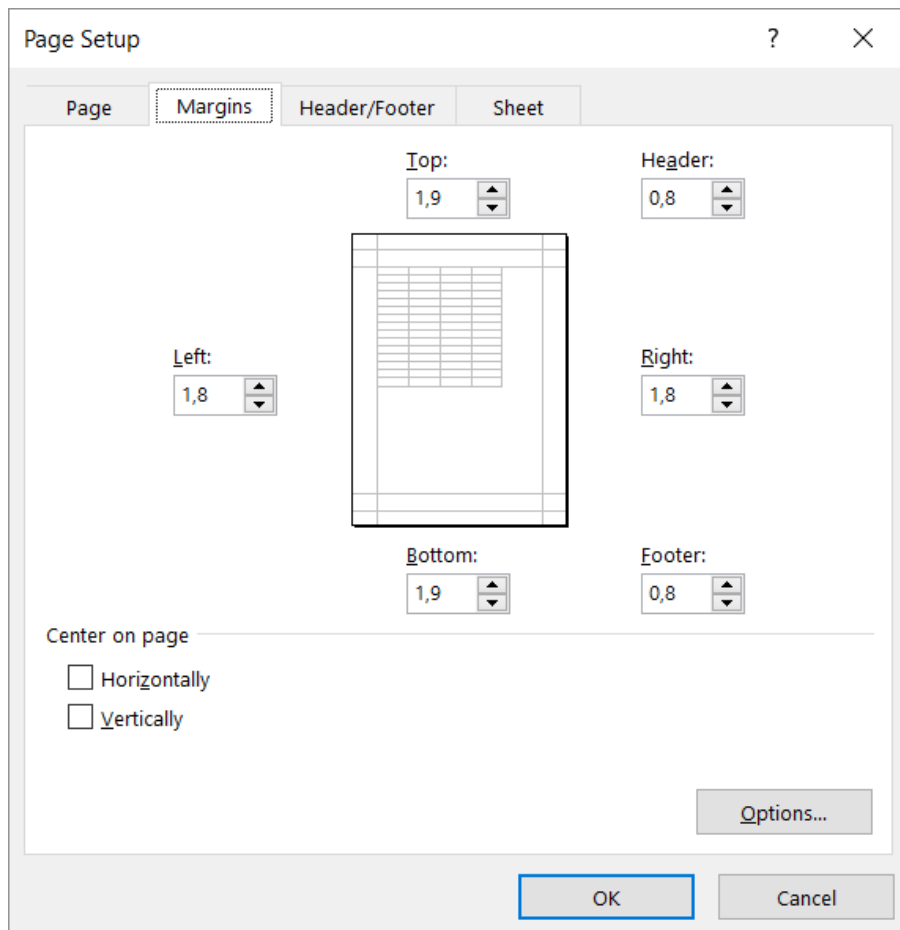 Page Setup ?
Page Margins Header/Footer Sheet
Top: Header:
1,9 0,8
Left: Right:
1,8 1,8
Bottom: Footer:
1,9 0,8
Center on page
Horizontally
Vertically
Options...
OK Cancel